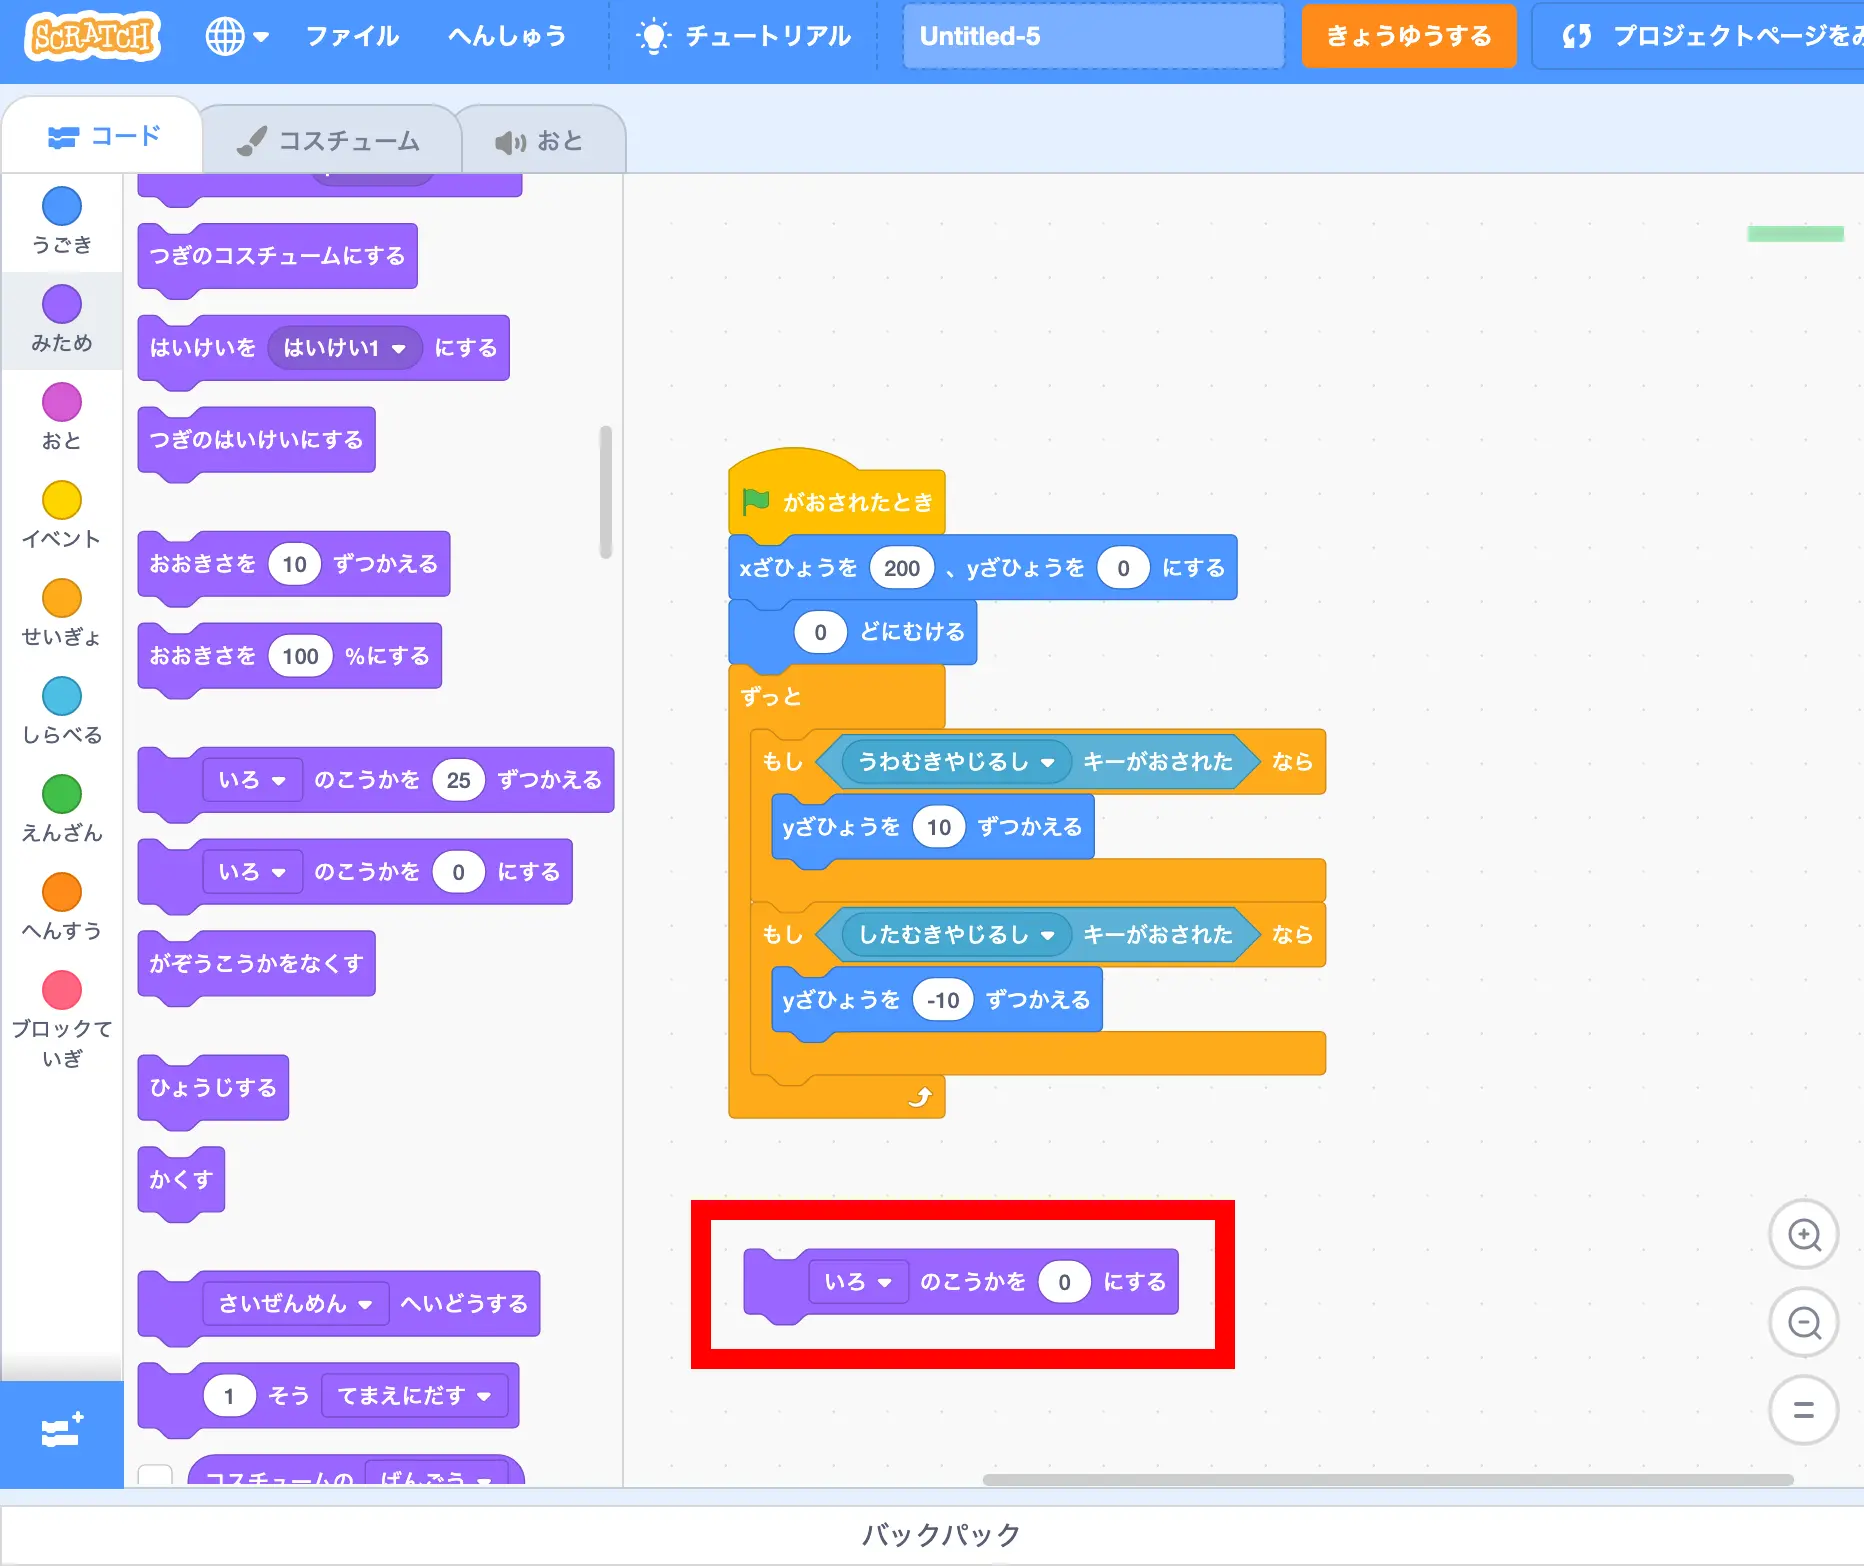 SCRATCH ファイル へんしゅう チュートリアル Untitled-5 きょうゆうする プロジェクトページを
コード コスチューム おと
うごき
みため
おと
イベント
せいぎょ
しらべる
えんざん
へんすう
ブロックて
いぎ
つぎのコスチュームにする
はいけいを はいけい1 にする
つぎのはいけいにする
おおきさを 10 ずつかえる
おおきさを 100 %にする
いろ のこうかを 25 ずつかえる
いろ のこうかを 0 にする
がぞうこうかをなくす
ひょうじする
かくす
さいぜんめん へいどうする
1 そう てまえにだす
コスチュームの ばんごう
がおされたとき
xざひょうを 200 、yざひょうを 0 にする
0 どにむける
ずっと
もし うわむきやじるし キーがおされた なら
yざひょうを 10 ずつかえる
もし したむきやじるし キーがおされた なら
yざひょうを -10 ずつかえる
いろ のこうかを 0 にする
バックパック